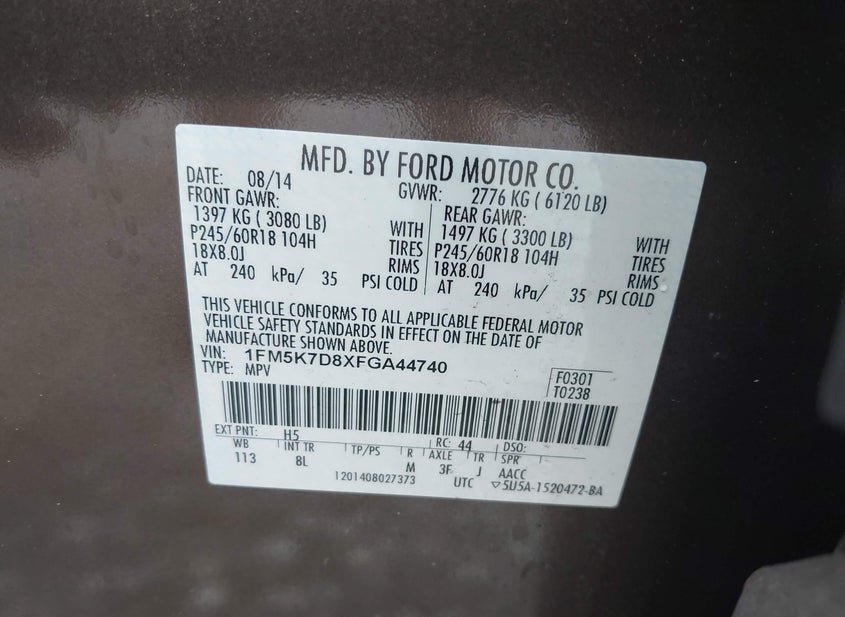 MFD. BY FORD MOTOR CO.
DATE: 08/14 GVWR: 2776 KG ( 6120 LB)
FRONT GAWR: REAR GAWR:
1397 KG ( 3080 LB) WITH 1497 KG ( 3300 LB) WITH
P245/60R18 104H TIRES P245/60R18 104H TIRES
18X8.0J RIMS 18X8.0J RIMS
AT 240 kPa/ 35 PSI COLD AT 240 kPa/ 35 PSI COLD
THIS VEHICLE CONFORMS TO ALL APPLICABLE FEDERAL MOTOR
VEHICLE SAFETY STANDARDS IN EFFECT ON THE DATE OF
MANUFACTURE SHOWN ABOVE.
VIN: 1FM5K7D8XFGA44740
TYPE: MPV
F0301
T0238
EXT PNT: H5 RC: 44 DSO:
WB INT TR TP/PS R AXLE TR SPR
113 8L M 3F J AACC
1201408027373 UTC ▽5U5A-1520472-BA